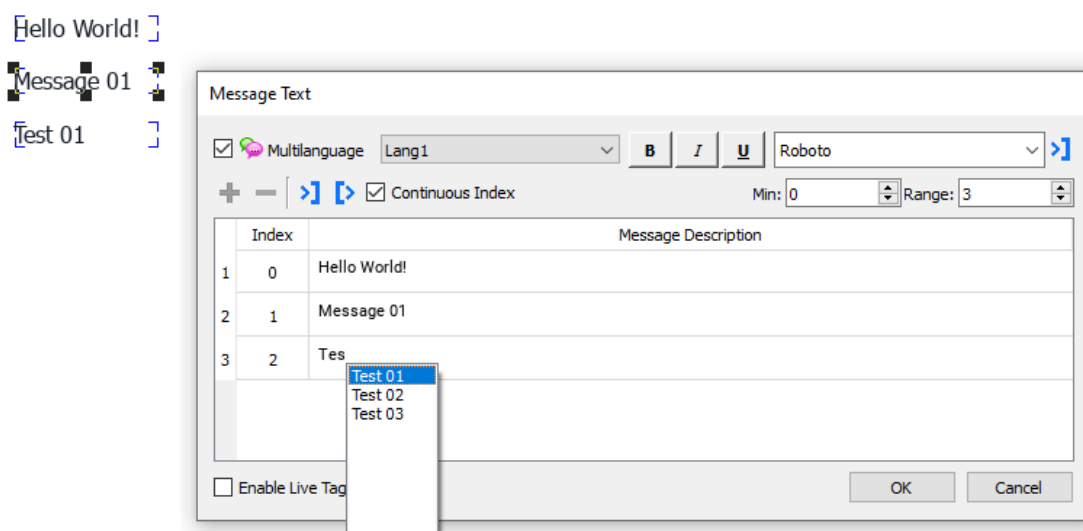 Hello World!
Message 01
Test 01
Message Text
Multilanguage Lang1 B I U Roboto
Continuous Index Min: 0 Range: 3
Index Message Description
1 0 Hello World!
2 1 Message 01
3 2 Tes
Test 01
Test 02
Test 03
Enable Live Tag
OK Cancel